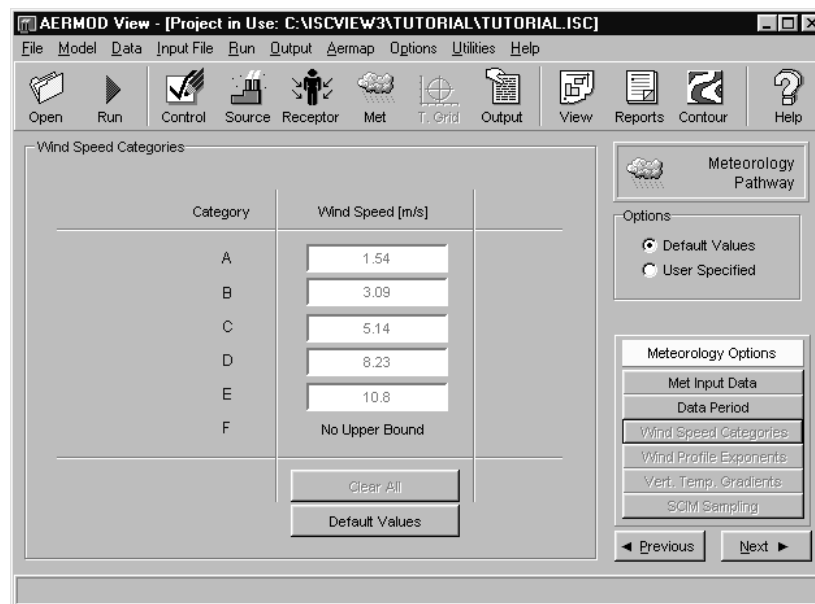 AERMOD View - [Project in Use: C:\ISCVIEW3\TUTORIAL\TUTORIAL.ISC]
File Model Data Input File Run Output Aermap Options Utilities Help
Open Run Control Source Receptor Met T. Grid Output View Reports Contour Help
Wind Speed Categories
Category Wind Speed [m/s]
A 1.54
B 3.09
C 5.14
D 8.23
E 10.8
F No Upper Bound
Clear All
Default Values
Meteorology
Pathway
Options
Default Values
User Specified
Meteorology Options
Met Input Data
Data Period
Wind Speed Categories
Wind Profile Exponents
Vert. Temp. Gradients
SCIM Sampling
Previous Next